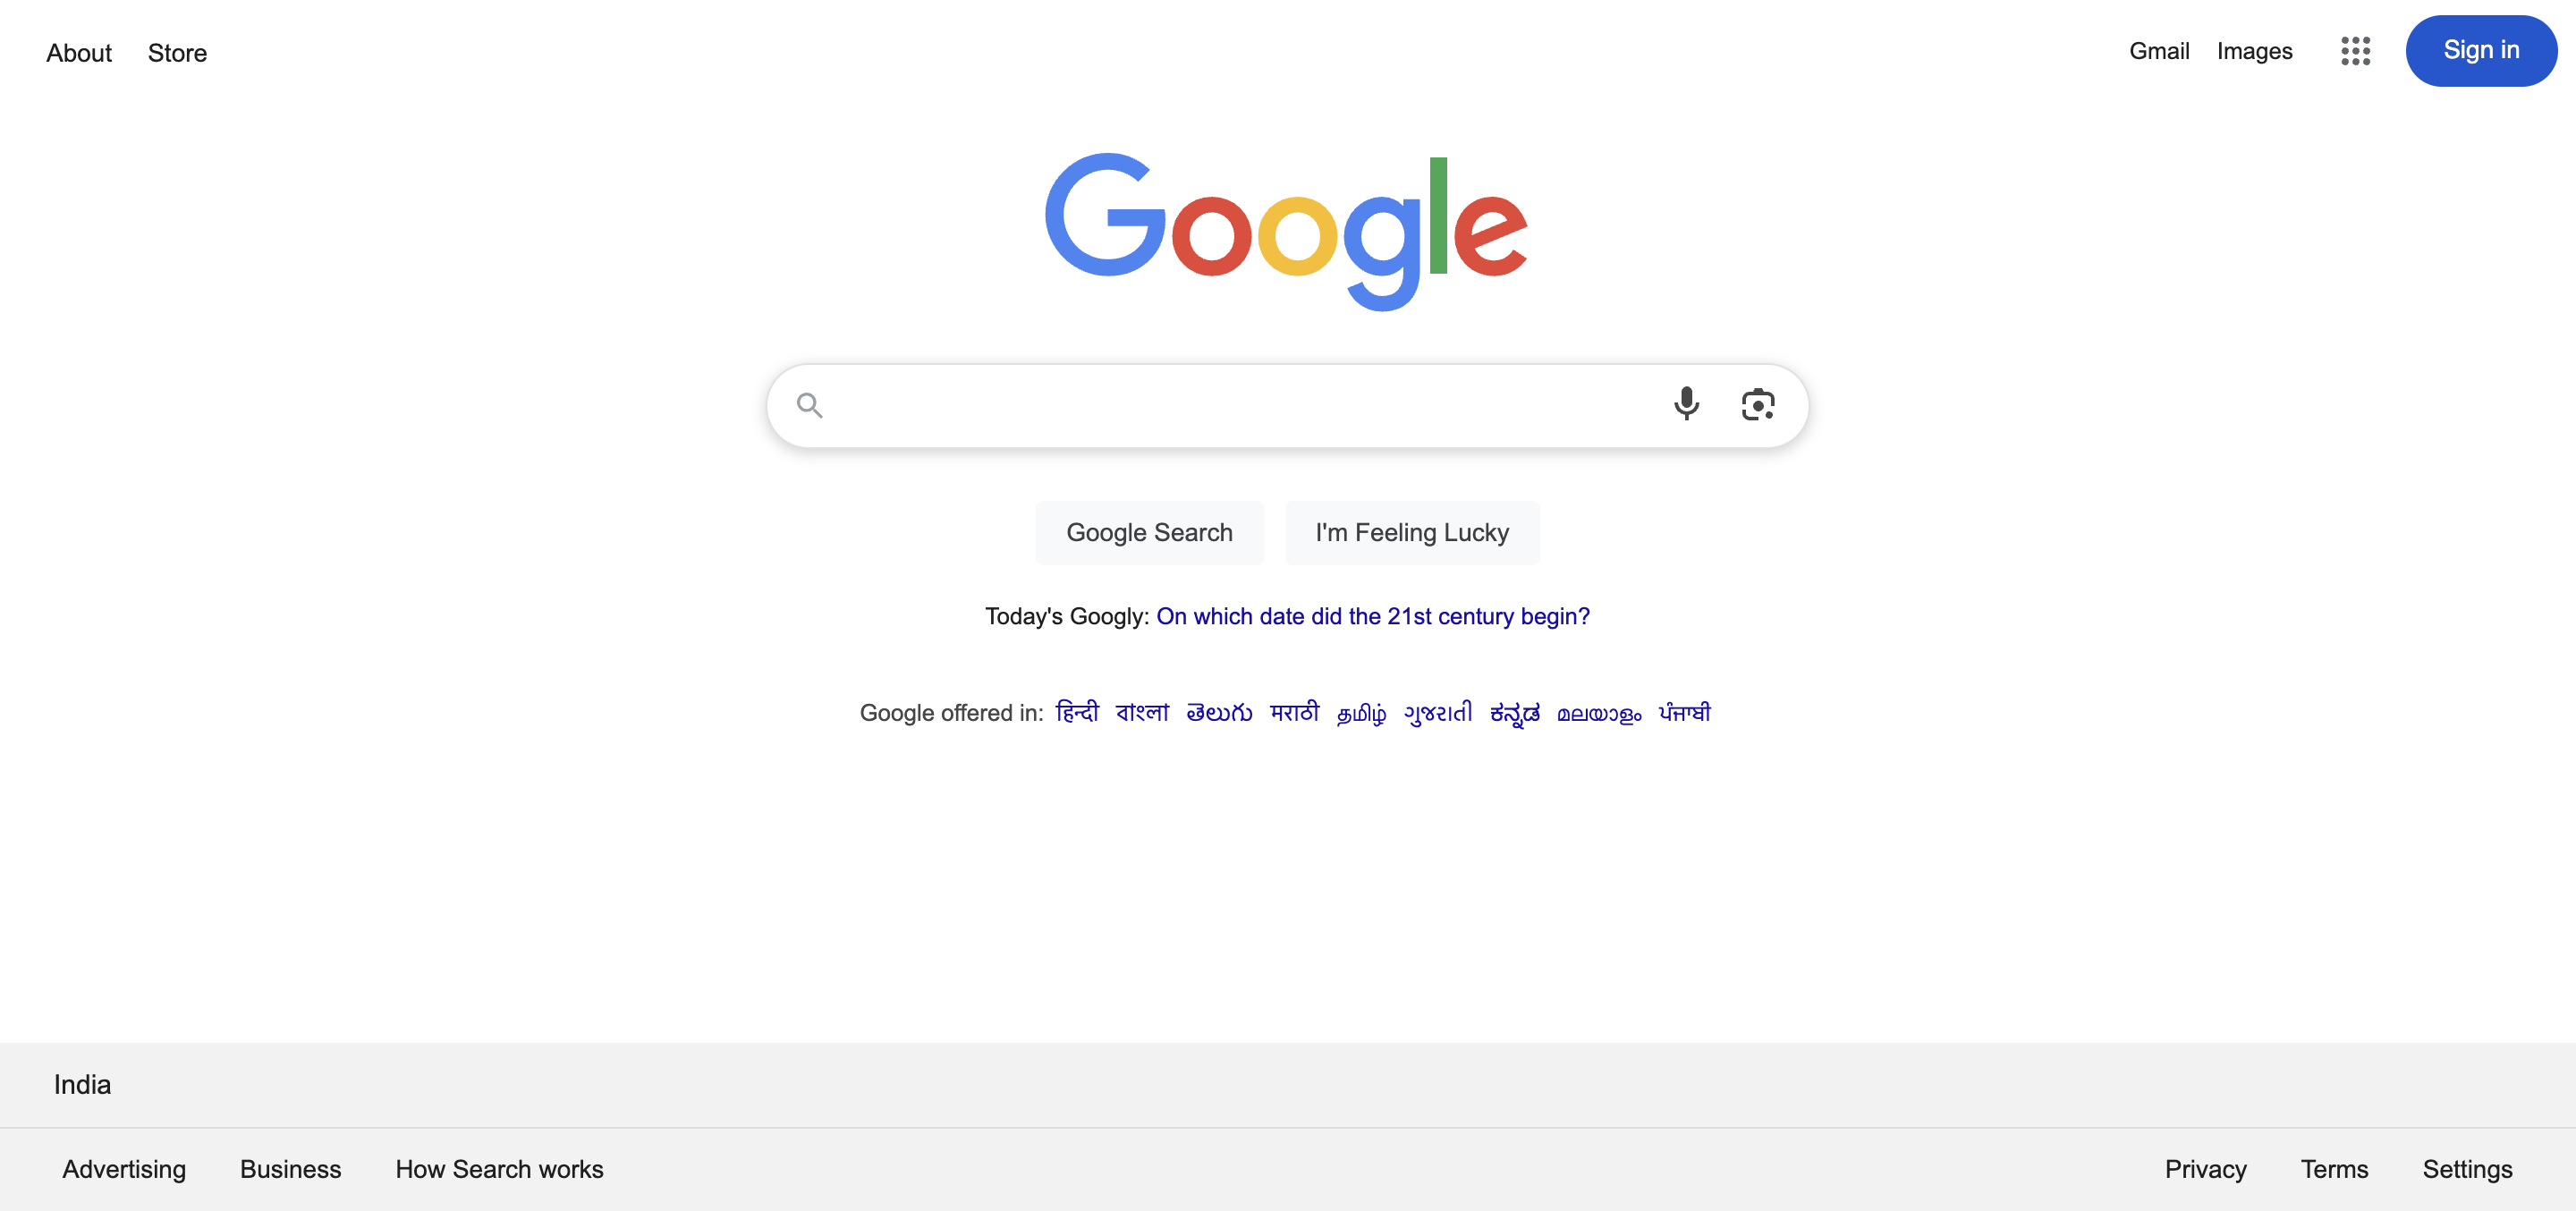 About Store Gmail Images Sign in
Google
Google Search I'm Feeling Lucky
Today's Googly: On which date did the 21st century begin?
Google offered in: हिन्दी বাংলা తెలుగు मराठी தமிழ் ગુજરાતી ಕನ್ನಡ മലയാളം ਪੰਜਾਬੀ
India
Advertising Business How Search works Privacy Terms Settings